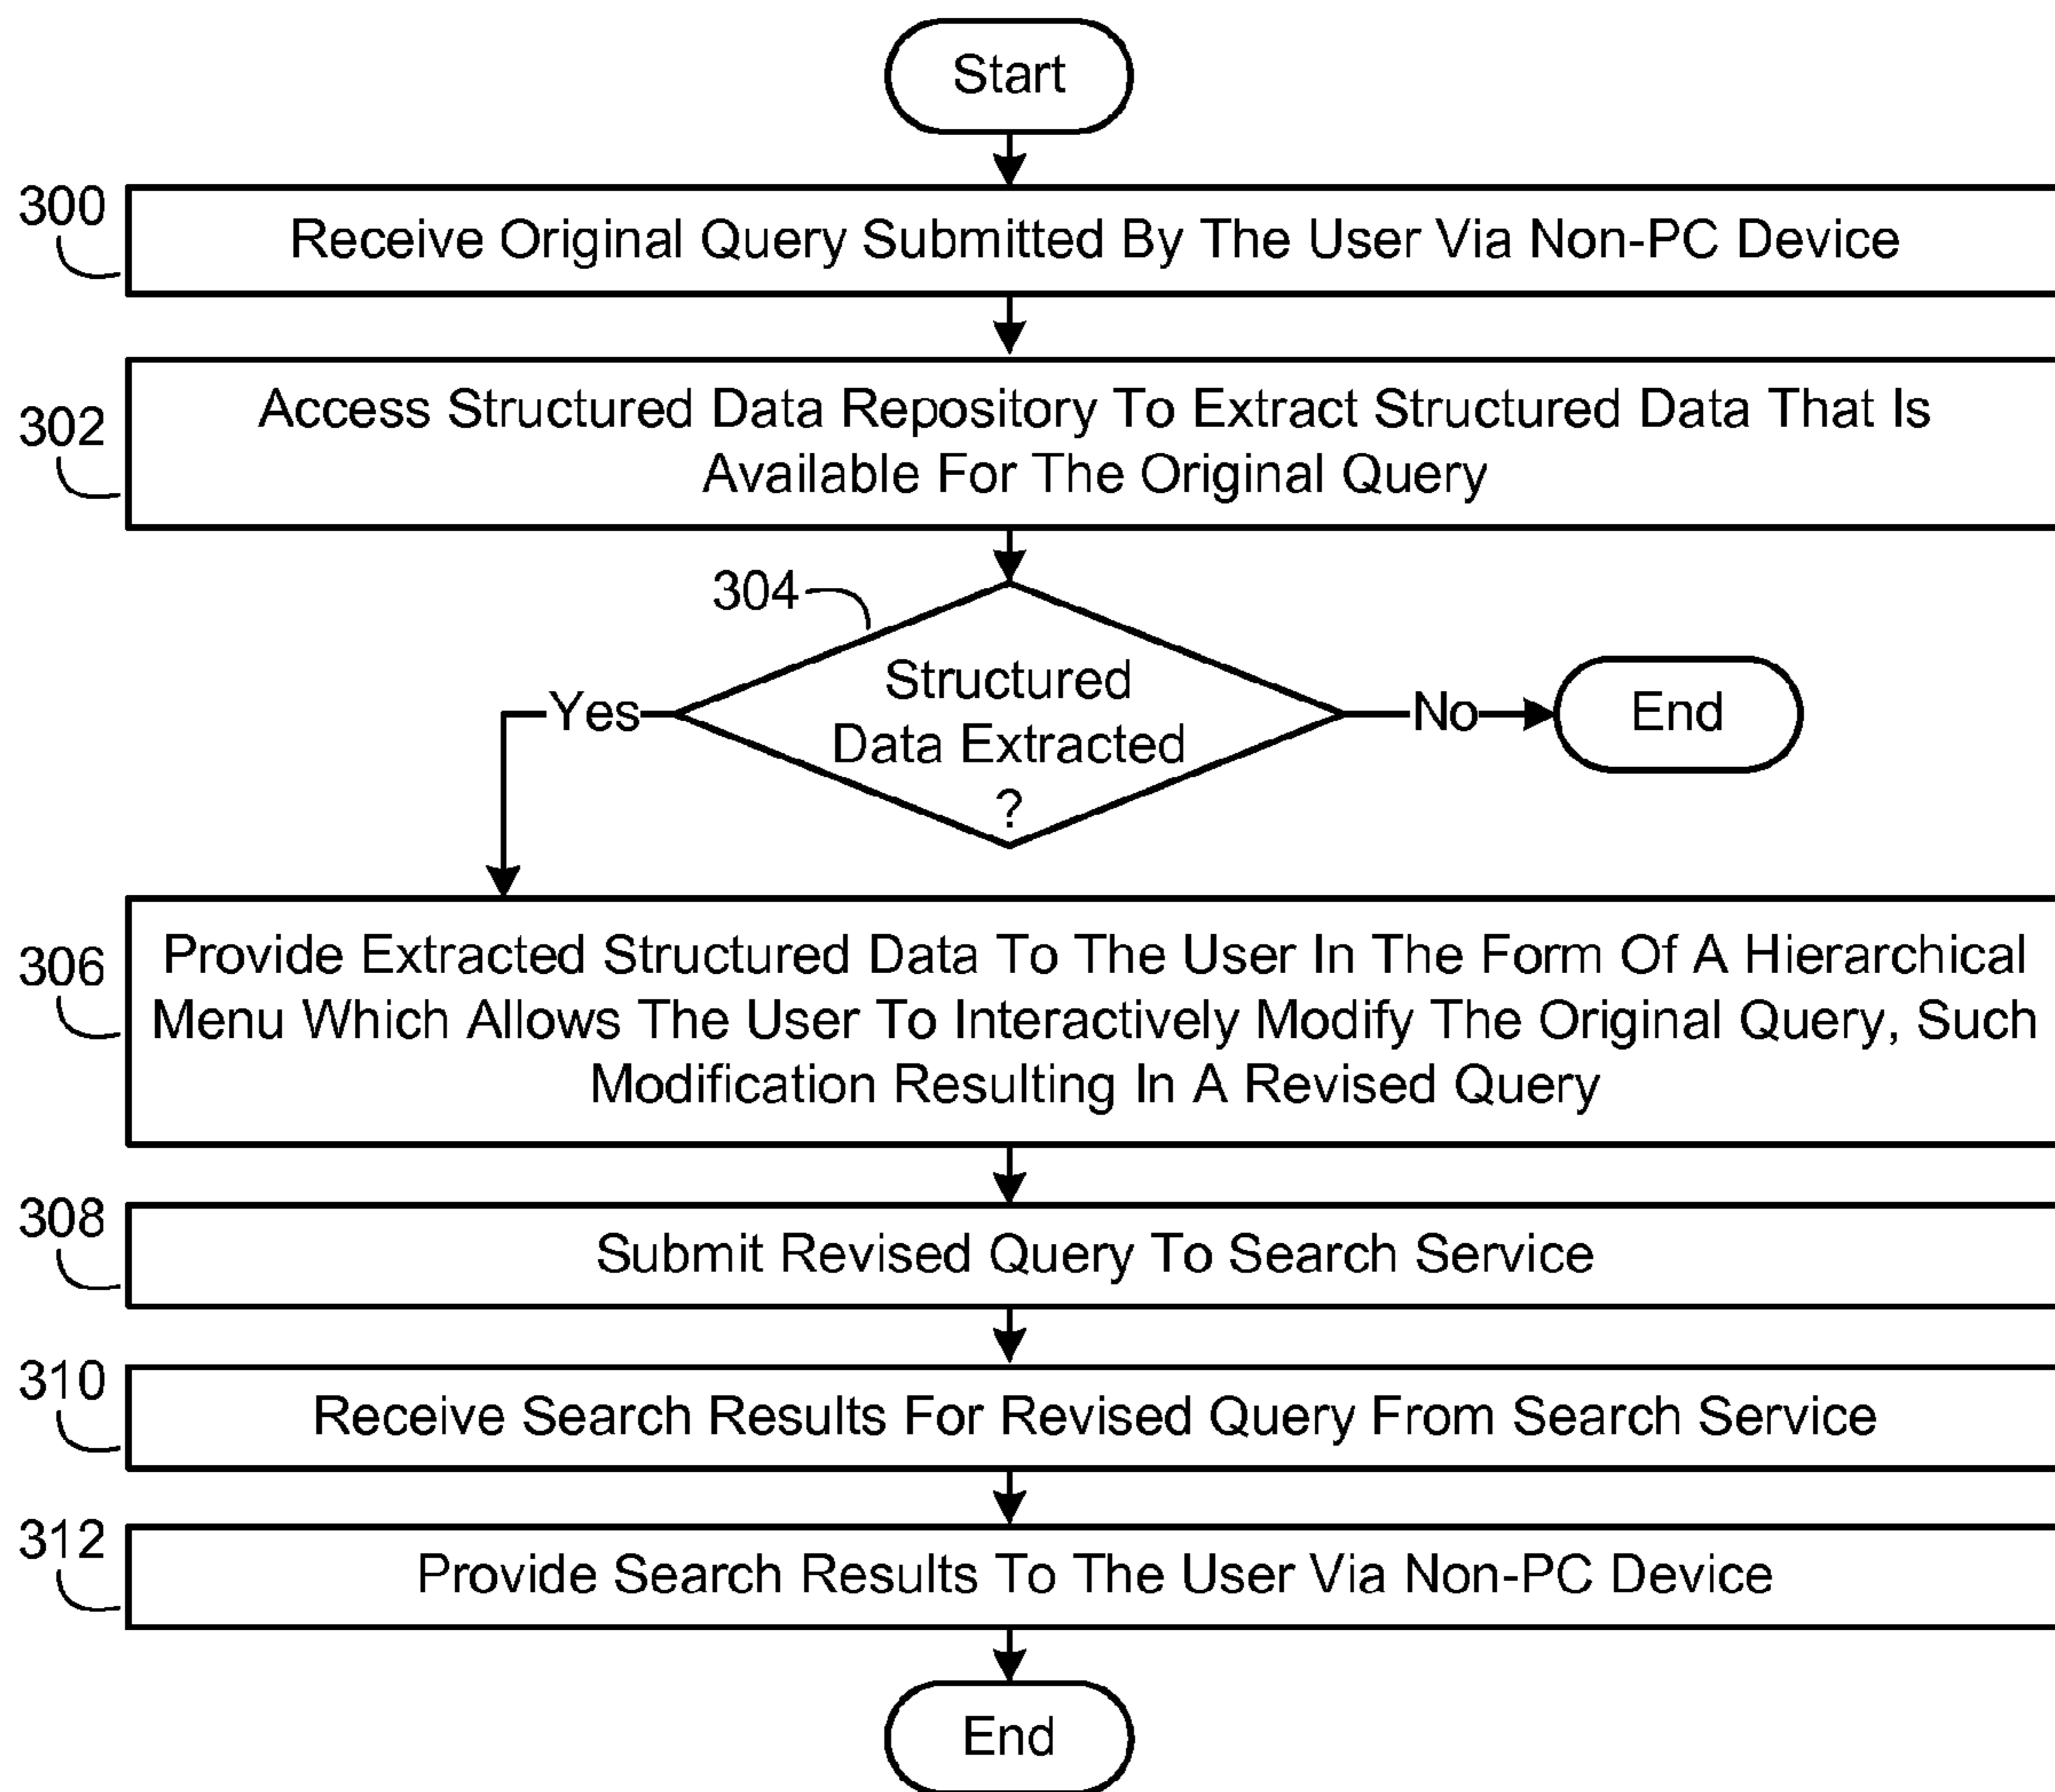 Start
300
Receive Original Query Submitted By The User Via Non-PC Device
302
Access Structured Data Repository To Extract Structured Data That Is
Available For The Original Query
304
Structured
Data Extracted
?
Yes
No
End
306
Provide Extracted Structured Data To The User In The Form Of A Hierarchical
Menu Which Allows The User To Interactively Modify The Original Query, Such
Modification Resulting In A Revised Query
308
Submit Revised Query To Search Service
310
Receive Search Results For Revised Query From Search Service
312
Provide Search Results To The User Via Non-PC Device
End